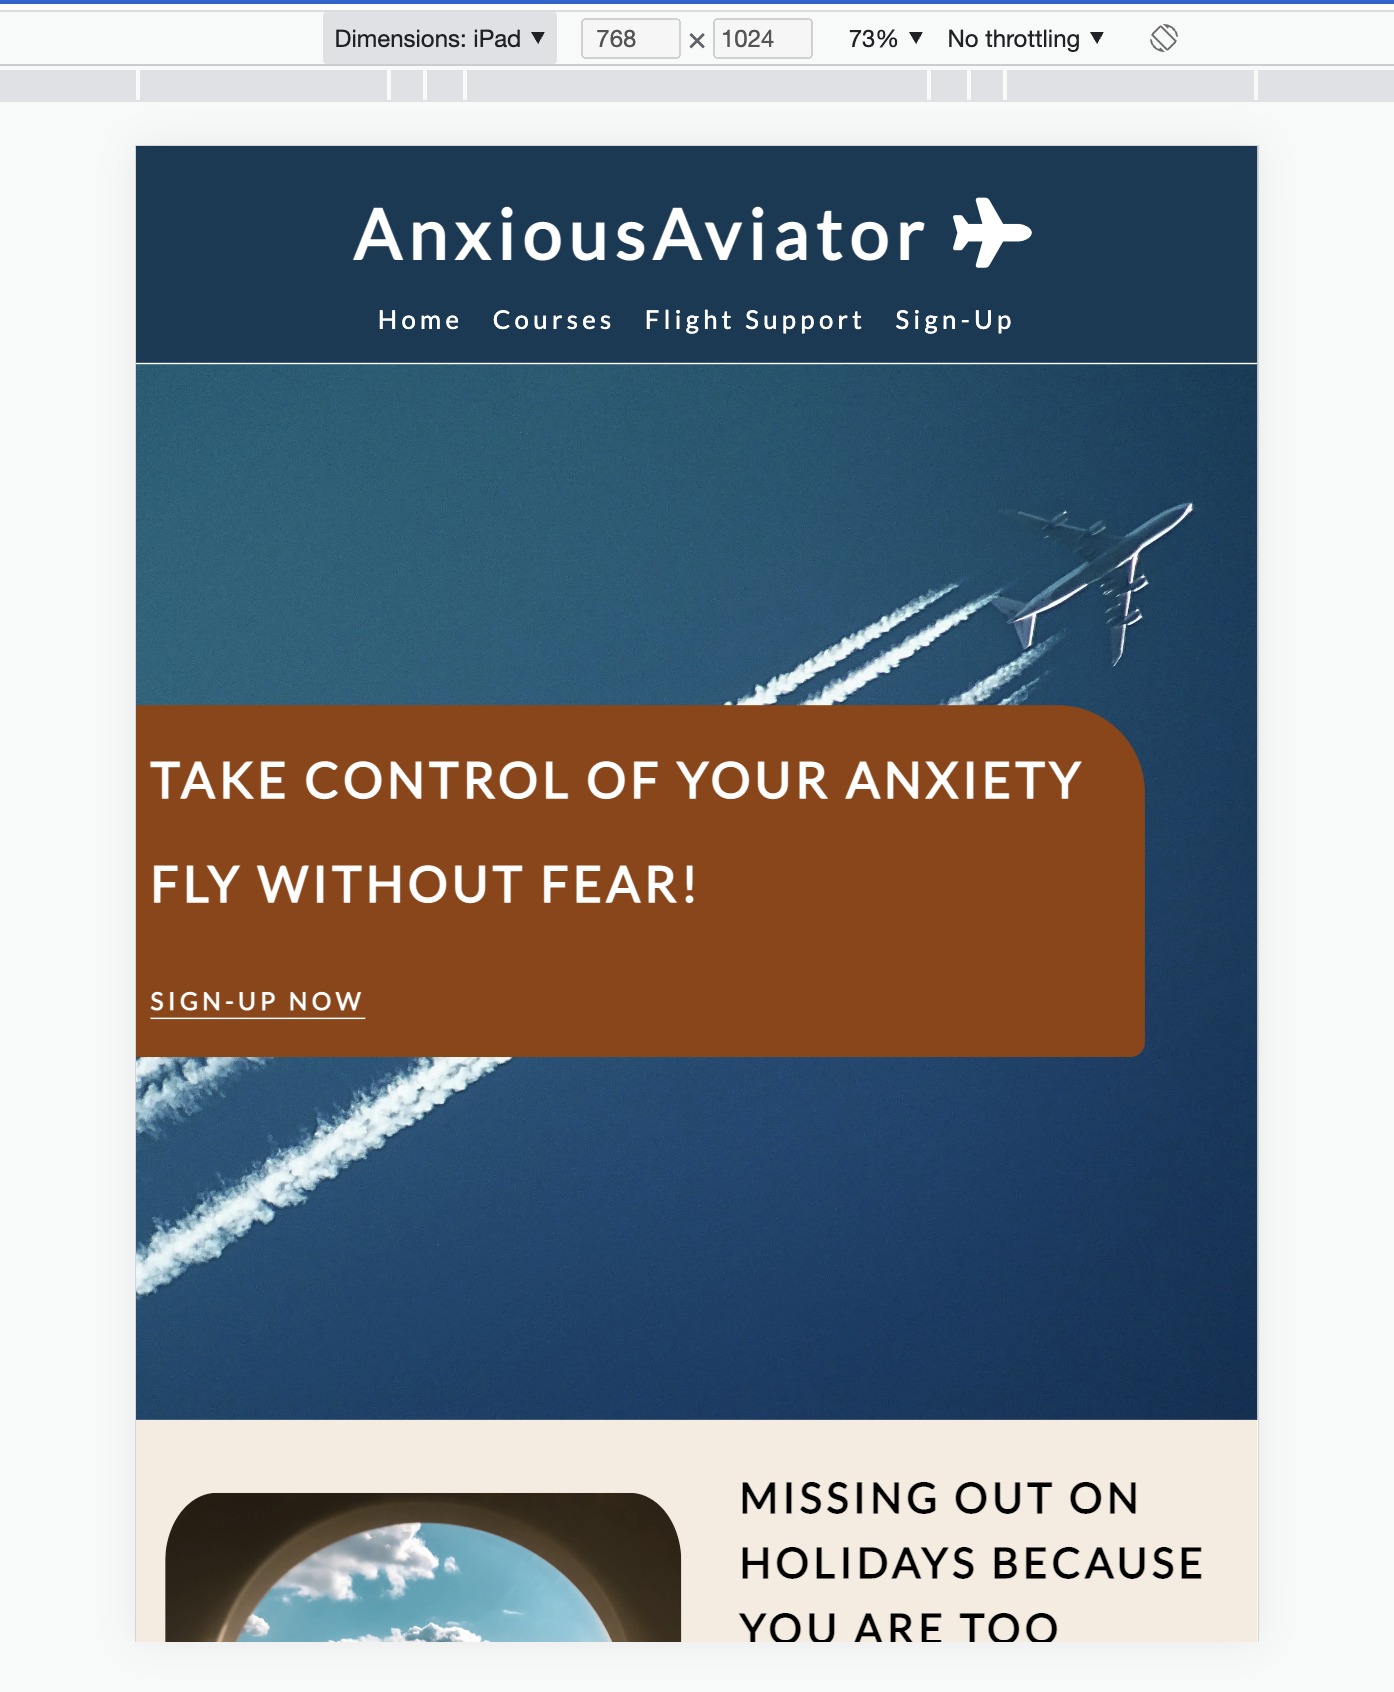 Dimensions: iPad ▼ 768 × 1024 73% ▼ No throttling ▼
AnxiousAviator
Home Courses Flight Support Sign-Up
TAKE CONTROL OF YOUR ANXIETY
FLY WITHOUT FEAR!
SIGN-UP NOW
MISSING OUT ON
HOLIDAYS BECAUSE
YOU ARE TOO